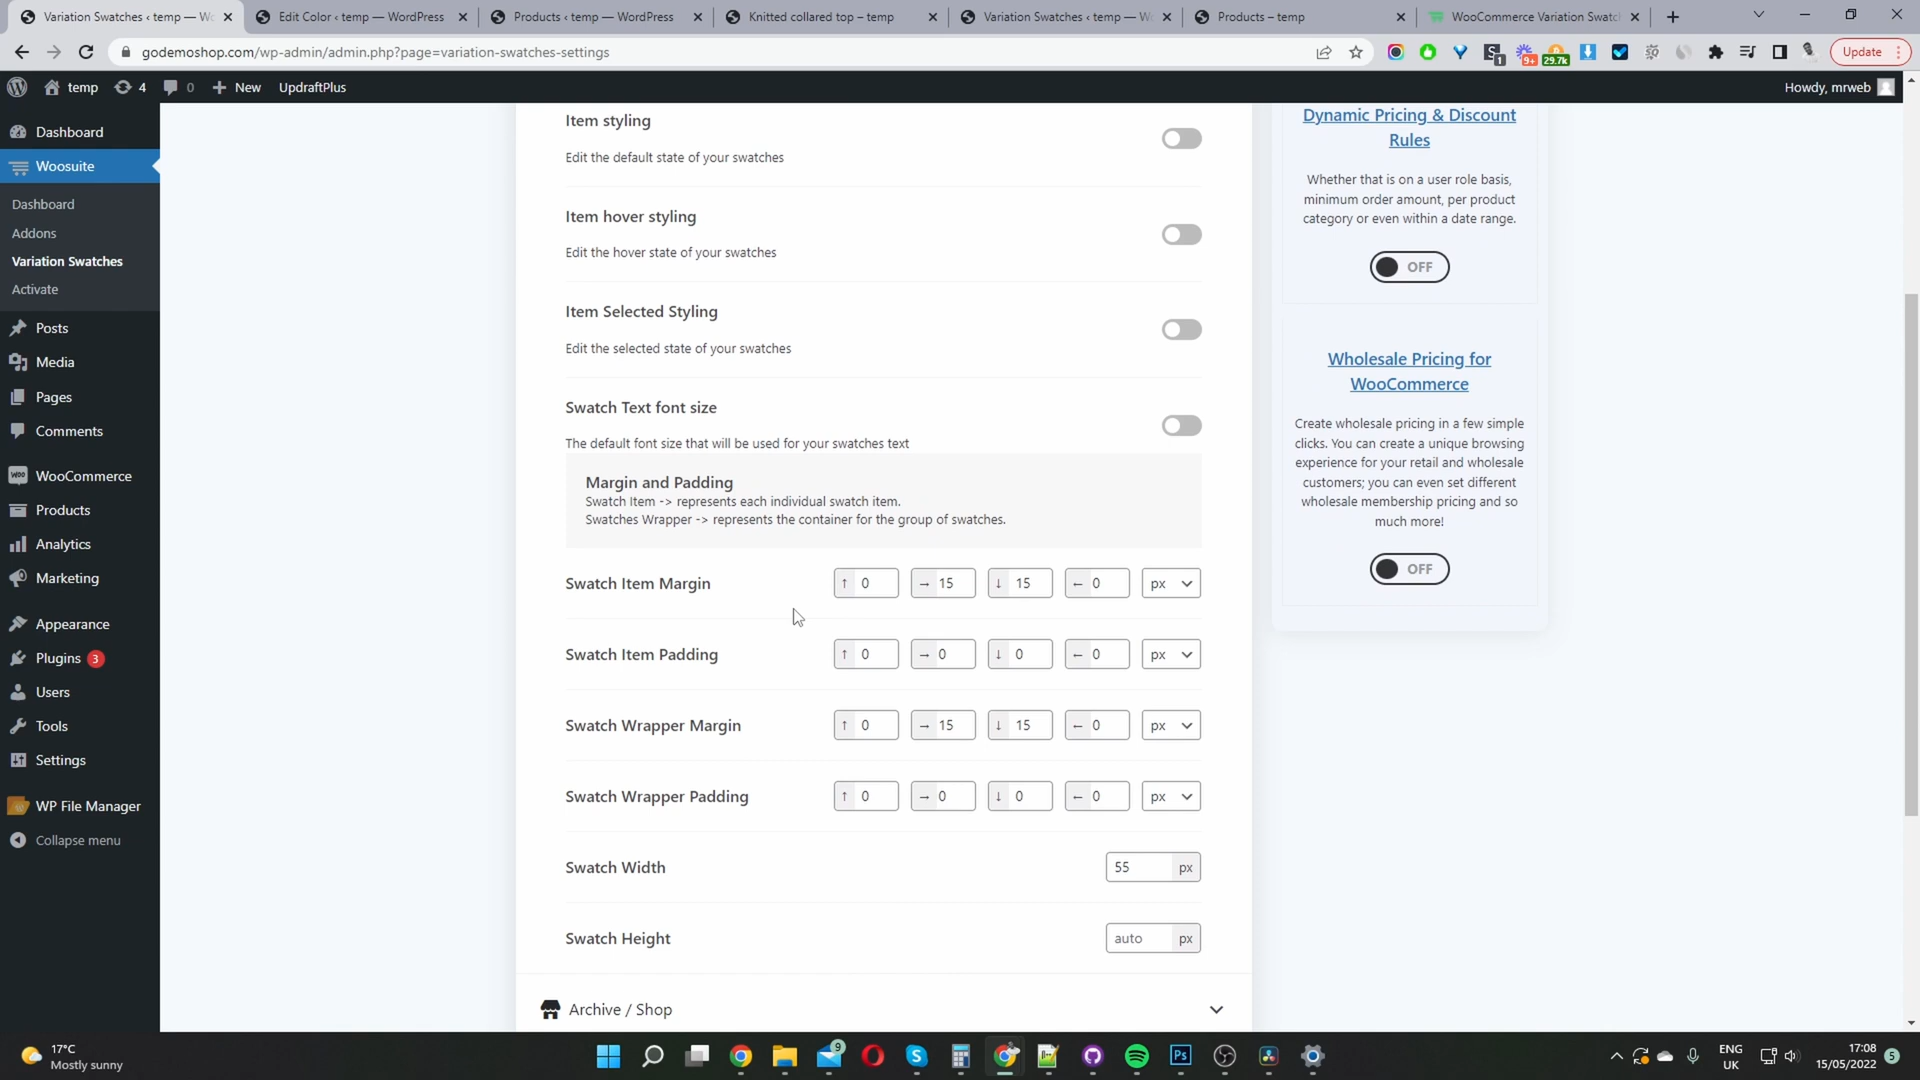 Variation Swatches ‹ temp — Wo
Edit Color ‹ temp — WordPress
Products ‹ temp — WordPress
Knitted collared top – temp
Variation Swatches ‹ temp — W
Products – temp
WooCommerce Variation Swatc
godemoshop.com/wp-admin/admin.php?page=variation-swatches-settings
1
9+
29.7k
Update
temp
4
0
New
UpdraftPlus
Howdy, mrweb
Dashboard
Woosuite
Dashboard
Addons
Variation Swatches
Activate
Posts
Media
Pages
Comments
WooCommerce
Products
Analytics
Marketing
Appearance
Plugins 3
Users
Tools
Settings
WP File Manager
Collapse menu
Item styling
Edit the default state of your swatches
Item hover styling
Edit the hover state of your swatches
Item Selected Styling
Edit the selected state of your swatches
Swatch Text font size
The default font size that will be used for your swatches text
Margin and Padding
Swatch Item -> represents each individual swatch item.
Swatches Wrapper -> represents the container for the group of swatches.
Swatch Item Margin ↑ 0 → 15 ↓ 15 ← 0 px
Swatch Item Padding ↑ 0 → 0 ↓ 0 ← 0 px
Swatch Wrapper Margin ↑ 0 → 15 ↓ 15 ← 0 px
Swatch Wrapper Padding ↑ 0 → 0 ↓ 0 ← 0 px
Swatch Width 55 px
Swatch Height auto px
Archive / Shop
Dynamic Pricing & Discount
Rules
Whether that is on a user role basis,
minimum order amount, per product
category or even within a date range.
OFF
Wholesale Pricing for
WooCommerce
Create wholesale pricing in a few simple
clicks. You can create a unique browsing
experience for your retail and wholesale
customers; you can even set different
wholesale membership pricing and so
much more!
OFF
17°C
Mostly sunny
9
Ps
ENG
UK
17:08
15/05/2022
5